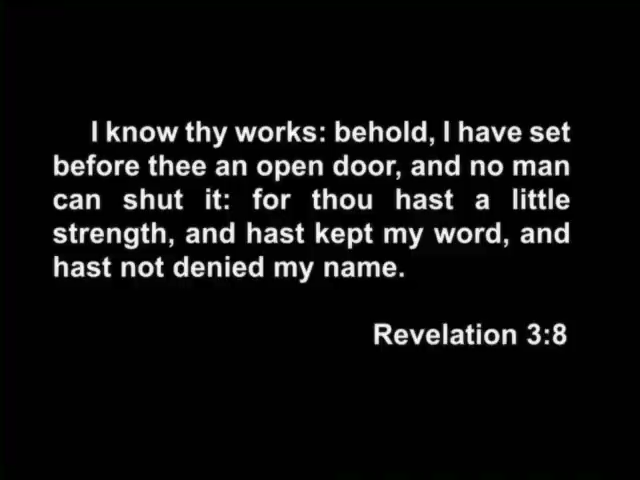 I know thy works: behold, I have set
before thee an open door, and no man
can shut it: for thou hast a little
strength, and hast kept my word, and
hast not denied my name.
Revelation 3:8